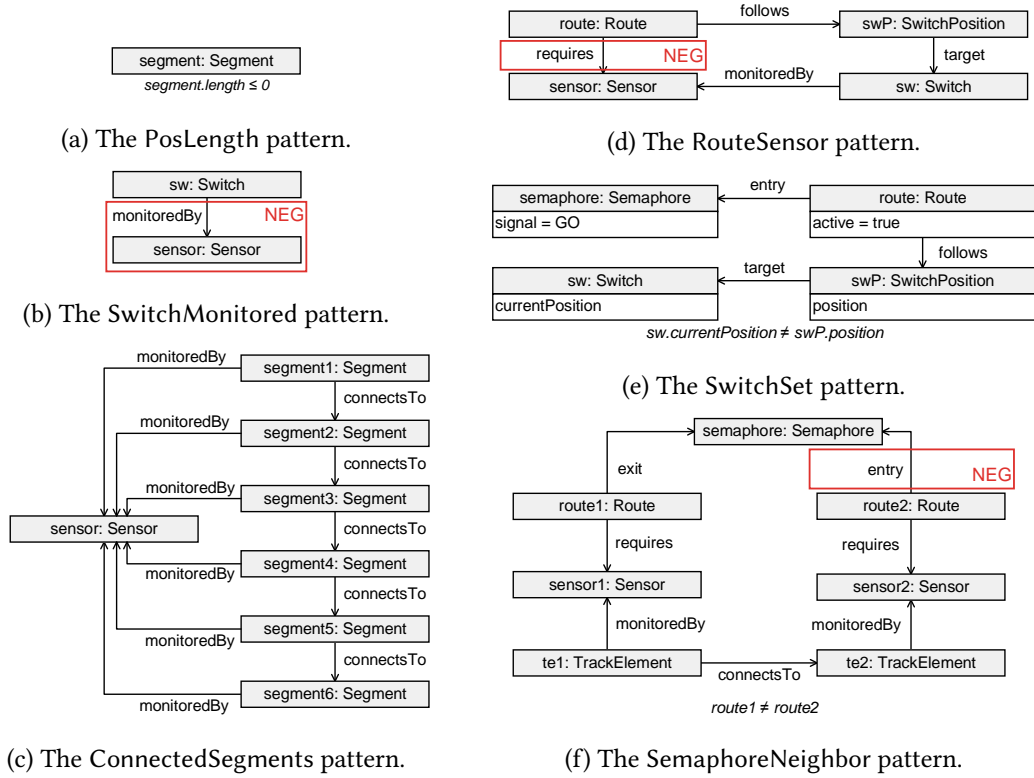 segment: Segment
segment.length ≤ 0
(a) The PosLength pattern.
sw: Switch
monitoredBy
NEG
sensor: Sensor
(b) The SwitchMonitored pattern.
monitoredBy
segment1: Segment
connectsTo
monitoredBy
segment2: Segment
connectsTo
monitoredBy
segment3: Segment
sensor: Sensor
connectsTo
monitoredBy
segment4: Segment
connectsTo
monitoredBy
segment5: Segment
connectsTo
monitoredBy
segment6: Segment
(c) The ConnectedSegments pattern.
route: Route
follows
swP: SwitchPosition
requires
NEG
target
sensor: Sensor
monitoredBy
sw: Switch
(d) The RouteSensor pattern.
semaphore: Semaphore
entry
route: Route
signal = GO
active = true
follows
sw: Switch
target
swP: SwitchPosition
currentPosition
position
sw.currentPosition ≠ swP.position
(e) The SwitchSet pattern.
semaphore: Semaphore
exit
entry
NEG
route1: Route
route2: Route
requires
requires
sensor1: Sensor
sensor2: Sensor
monitoredBy
monitoredBy
te1: TrackElement
connectsTo
te2: TrackElement
route1 ≠ route2
(f) The SemaphoreNeighbor pattern.